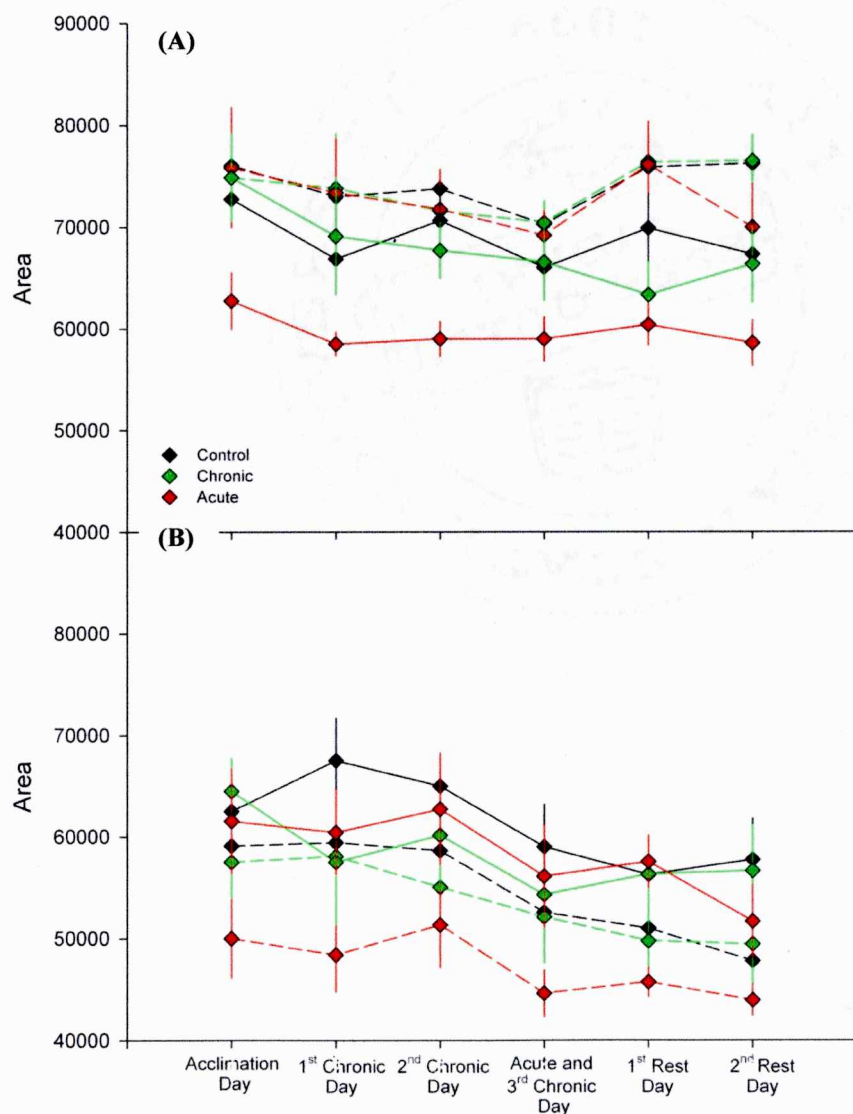 90000
(A)
80000
70000
60000
50000
40000
Area
Control
Chronic
Acute
(B)
80000
70000
60000
50000
40000
Area
Acclimation Day
1st Chronic Day
2nd Chronic Day
Acute and 3rd Chronic Day
1st Rest Day
2nd Rest Day